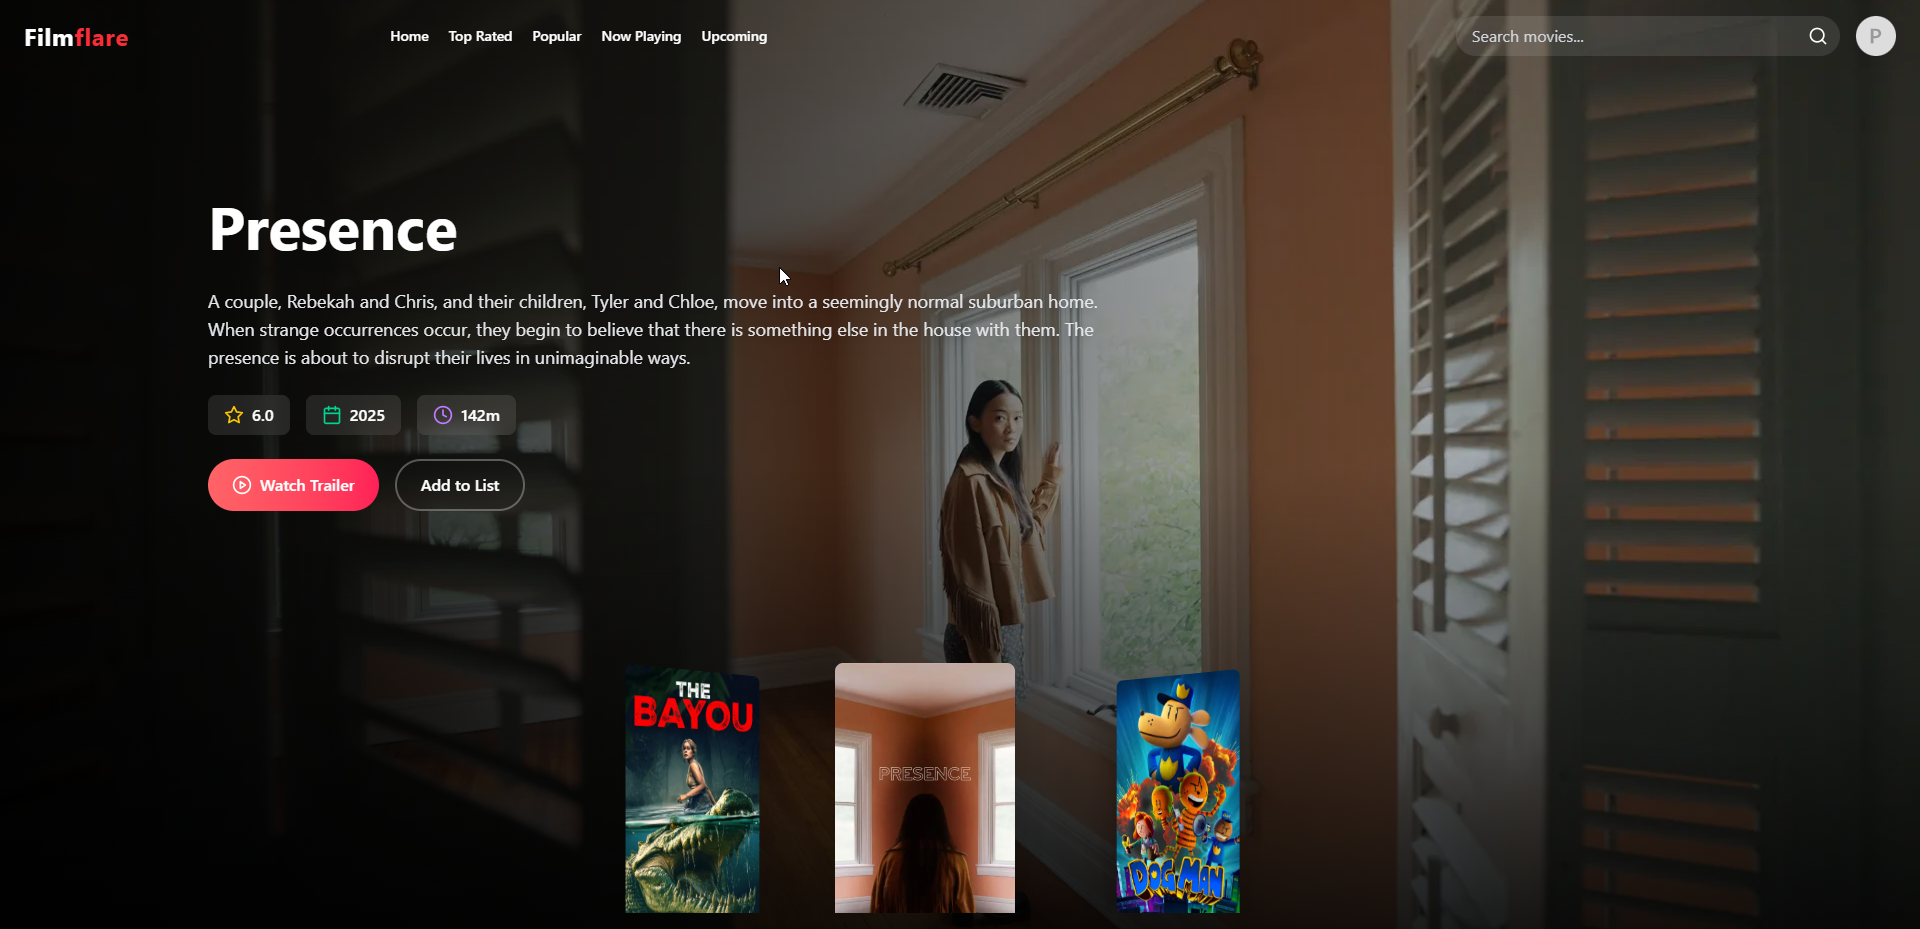 Filmflare
Home Top Rated Popular Now Playing Upcoming
Search movies...
P
Presence
A couple, Rebekah and Chris, and their children, Tyler and Chloe, move into a seemingly normal suburban home.
When strange occurrences occur, they begin to believe that there is something else in the house with them. The
presence is about to disrupt their lives in unimaginable ways.
6.0 2025 142m
Watch Trailer Add to List
THE
BAYOU
PRESENCE
DOG MAN